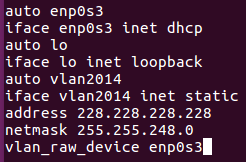 auto enp0s3
iface enp0s3 inet dhcp
auto lo
iface lo inet loopback
auto vlan2014
iface vlan2014 inet static
address 228.228.228.228
netmask 255.255.248.0
vlan_raw_device enp0s3